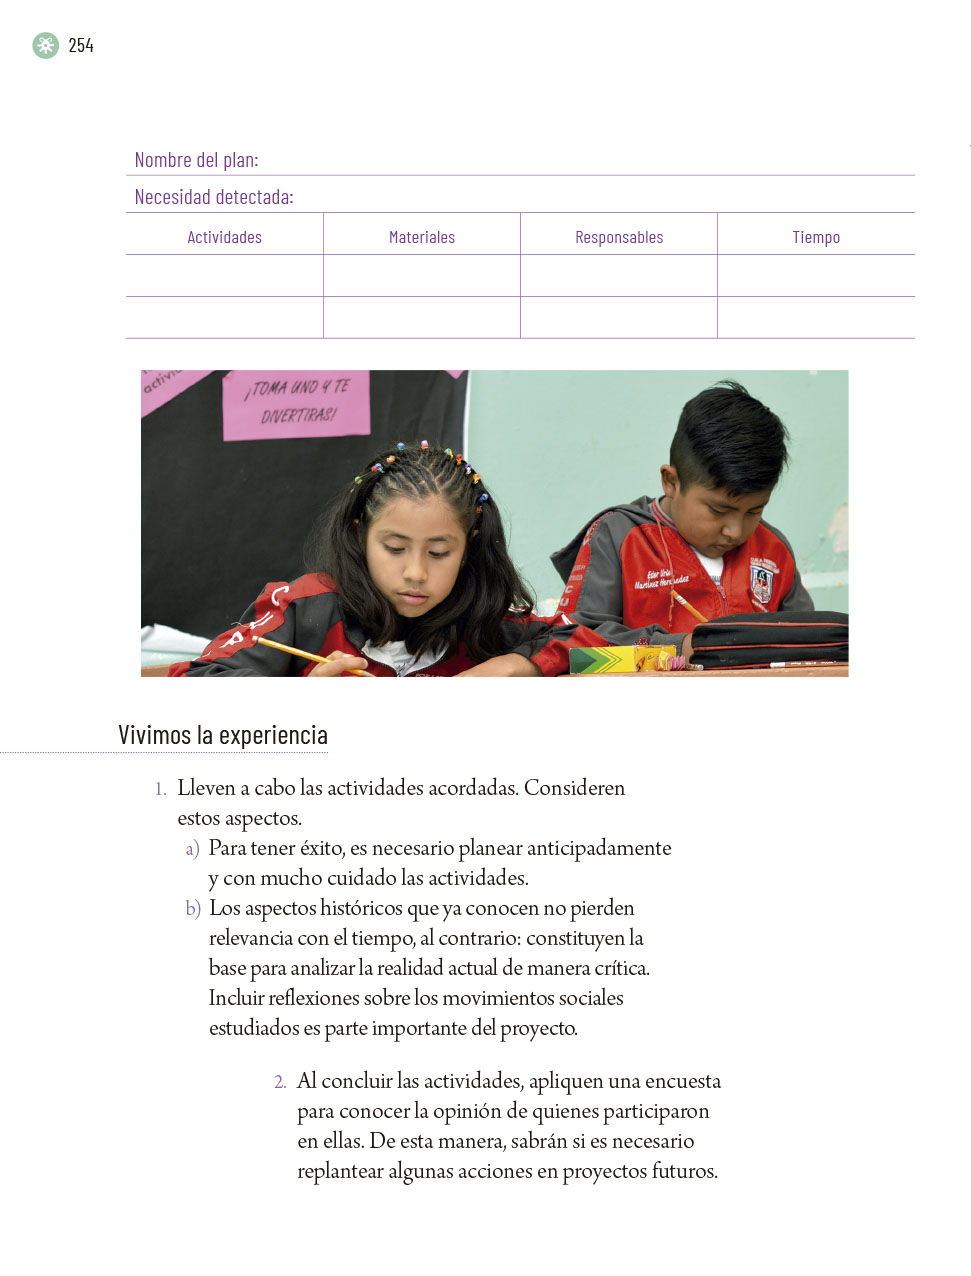 254
Nombre del plan:
Necesidad detectada:
Actividades Materiales Responsables Tiempo
¡TOMA UNO Y TE
DIVERTIRAS!
Martínez Hernández
Vivimos la experiencia
1. Lleven a cabo las actividades acordadas. Consideren
estos aspectos.
a) Para tener éxito, es necesario planear anticipadamente
y con mucho cuidado las actividades.
b) Los aspectos históricos que ya conocen no pierden
relevancia con el tiempo, al contrario: constituyen la
base para analizar la realidad actual de manera crítica.
Incluir reflexiones sobre los movimientos sociales
estudiados es parte importante del proyecto.
2. Al concluir las actividades, apliquen una encuesta
para conocer la opinión de quienes participaron
en ellas. De esta manera, sabrán si es necesario
replantear algunas acciones en proyectos futuros.